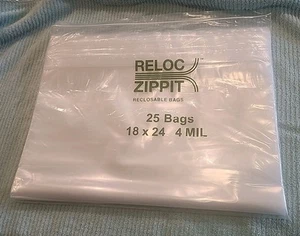 RELOC
ZIPPIT
RECLOSABLE BAGS
25 Bags
18 x 24 4 MIL